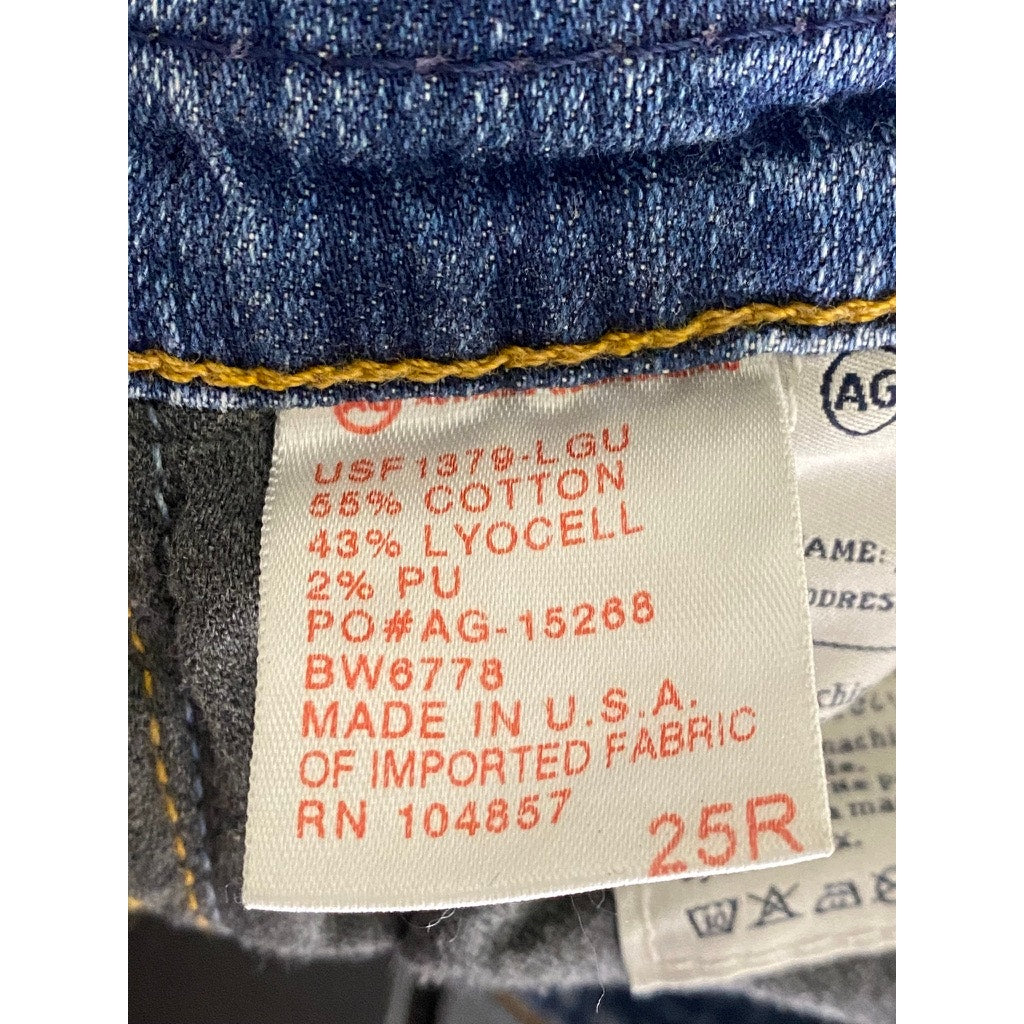 USF1379-LGU
55% COTTON
43% LYOCELL
2% PU
PO#AG-15268
BW6778
MADE IN U.S.A.
OF IMPORTED FABRIC
RN 104857
25R
AG
AME:
DDRES